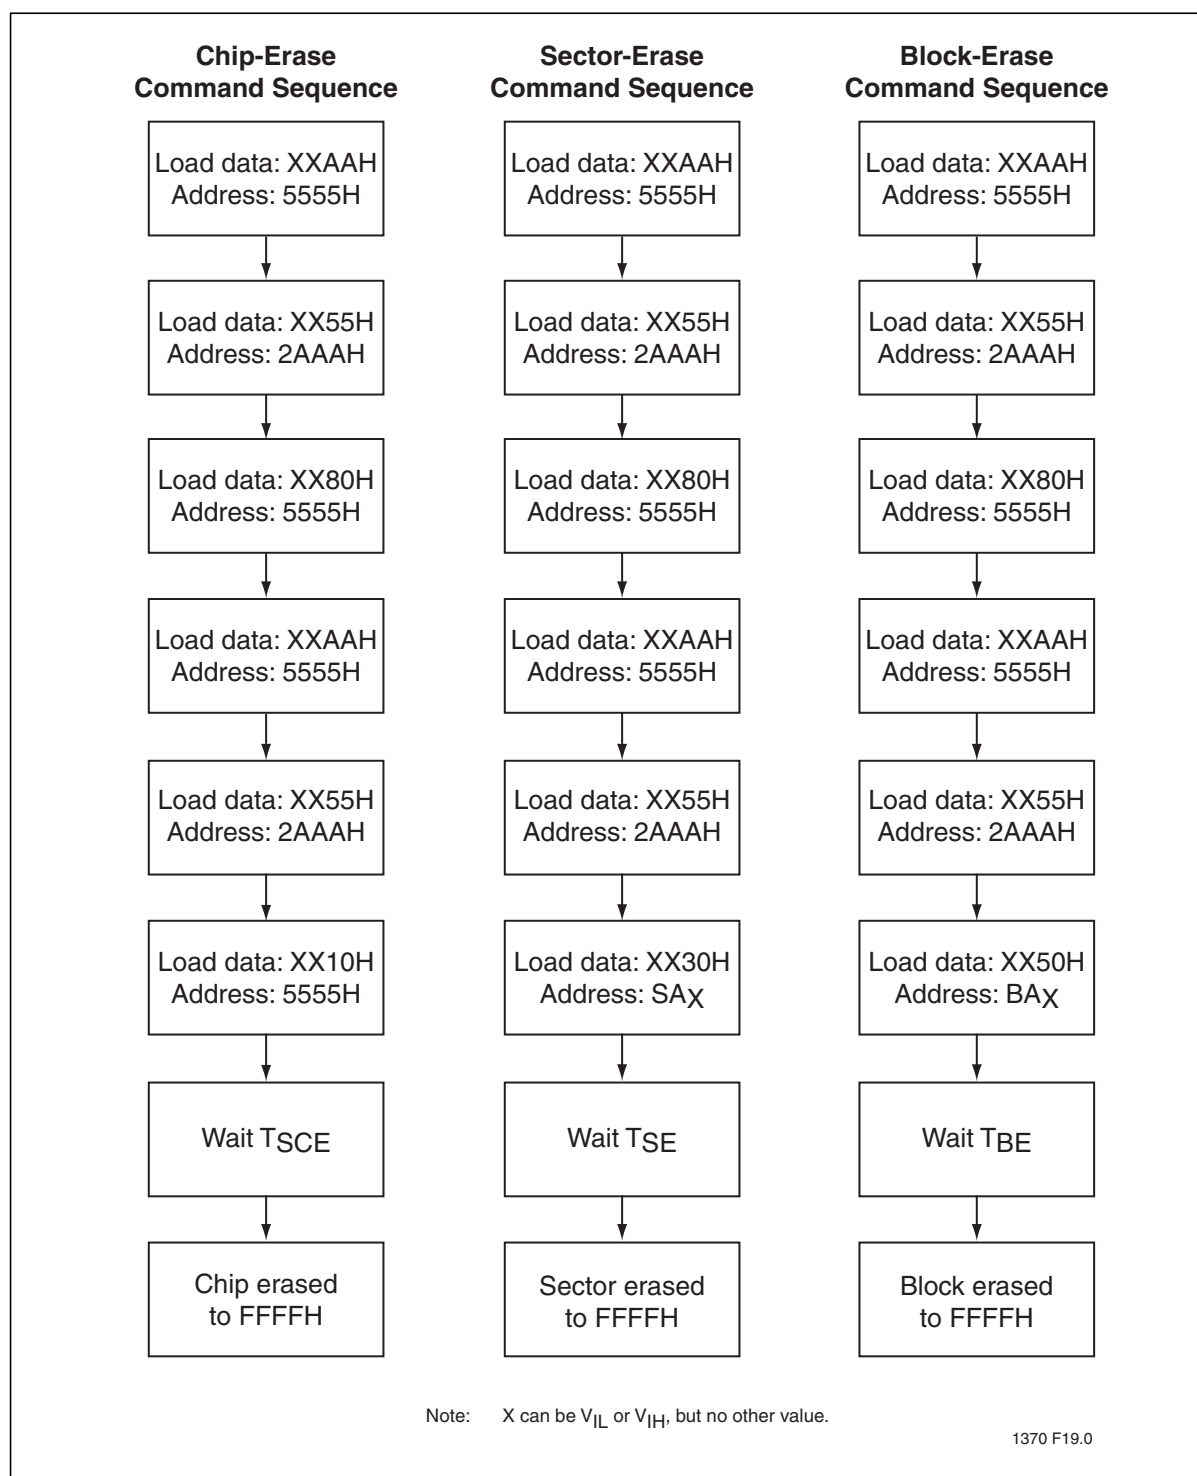 Chip-Erase
Command Sequence
Load data: XXAAH
Address: 5555H
Load data: XX55H
Address: 2AAAH
Load data: XX80H
Address: 5555H
Load data: XXAAH
Address: 5555H
Load data: XX55H
Address: 2AAAH
Load data: XX10H
Address: 5555H
Wait TSCE
Chip erased
to FFFFH
Sector-Erase
Command Sequence
Load data: XXAAH
Address: 5555H
Load data: XX55H
Address: 2AAAH
Load data: XX80H
Address: 5555H
Load data: XXAAH
Address: 5555H
Load data: XX55H
Address: 2AAAH
Load data: XX30H
Address: SAX
Wait TSE
Sector erased
to FFFFH
Block-Erase
Command Sequence
Load data: XXAAH
Address: 5555H
Load data: XX55H
Address: 2AAAH
Load data: XX80H
Address: 5555H
Load data: XXAAH
Address: 5555H
Load data: XX55H
Address: 2AAAH
Load data: XX50H
Address: BAX
Wait TBE
Block erased
to FFFFH
Note: X can be VIL or VIH, but no other value.
1370 F19.0